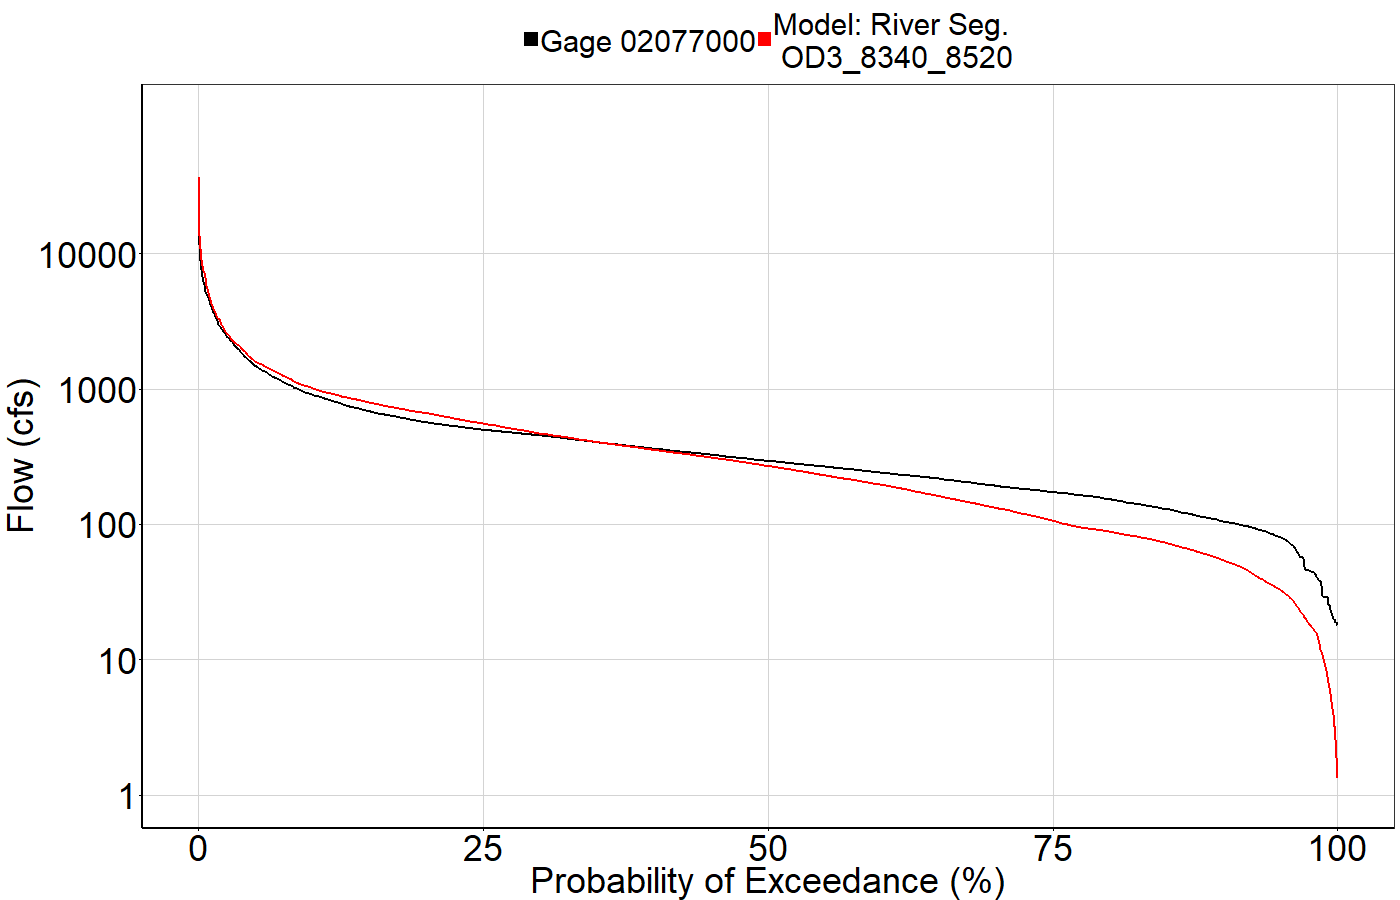 Gage 02077000
Model: River Seg.
OD3_8340_8520
Flow (cfs)
10000
1000
100
10
1
0 25 50 75 100
Probability of Exceedance (%)